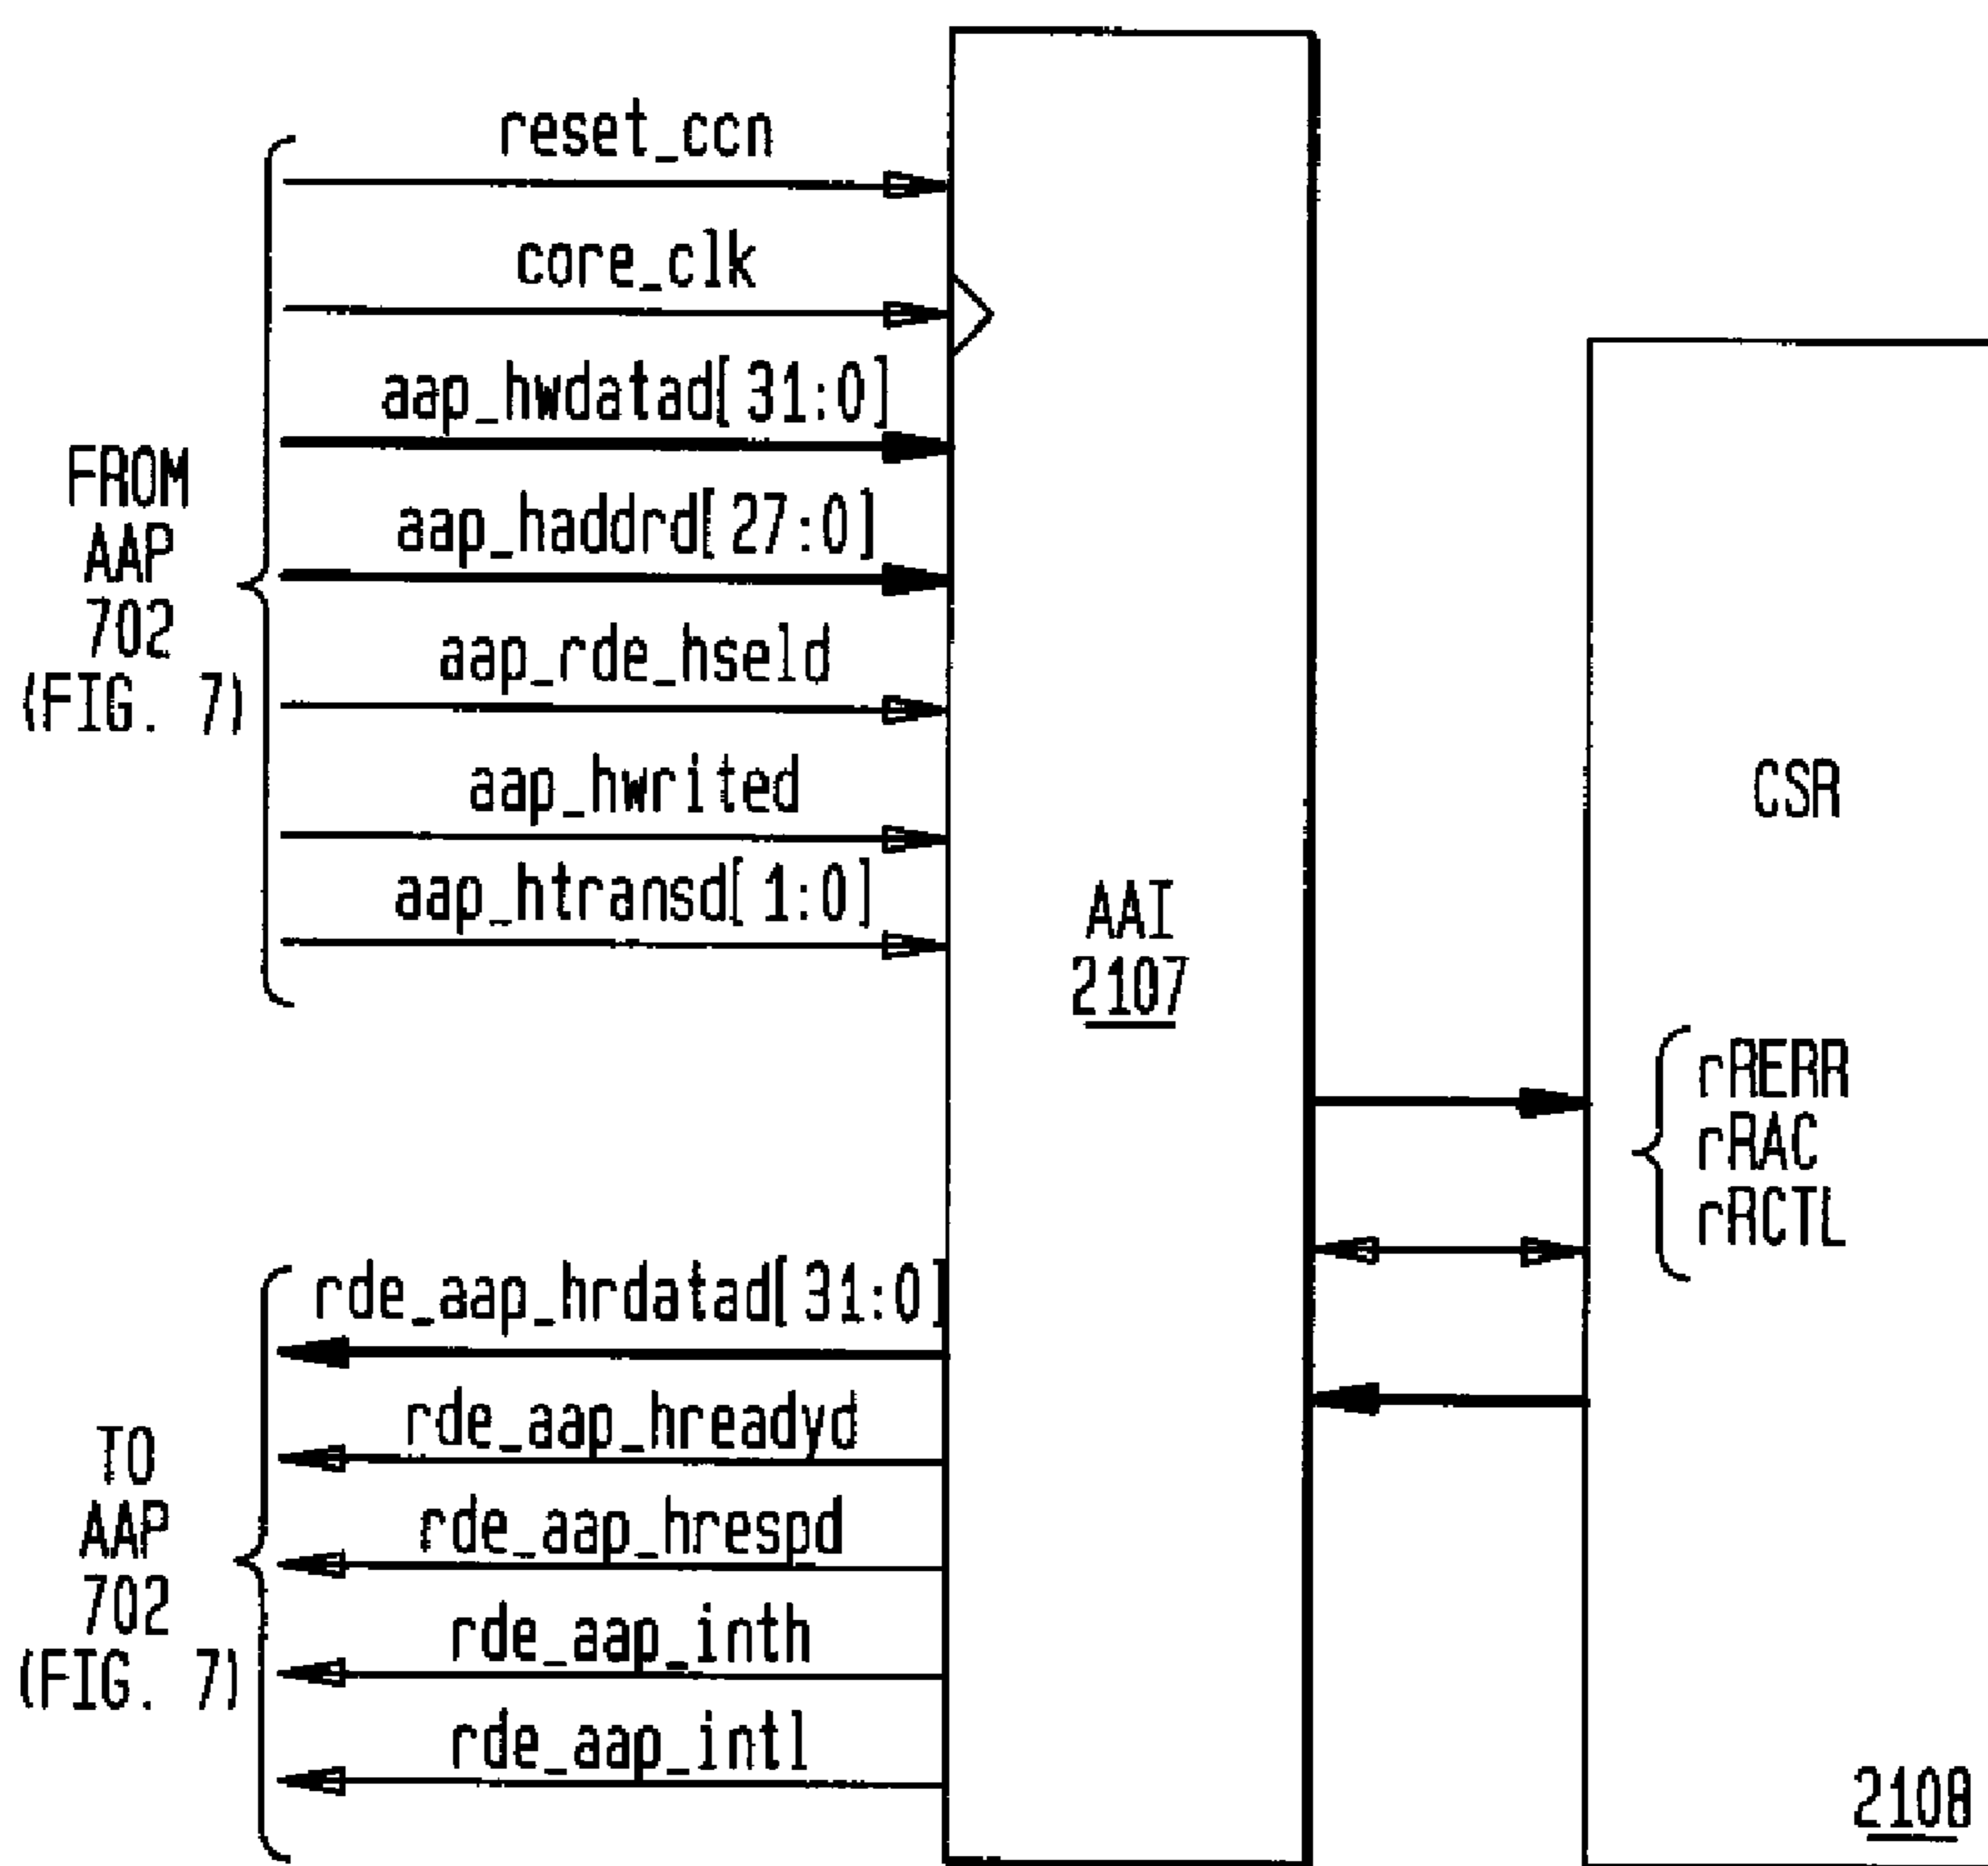 reset_ccn
core_clk
aap_hwdatad[31:0]
aap_haddrd[27:0]
aap_rde_hseld
aap_hwrited
aap_htransd[1:0]
FROM
AAP
702
(FIG. 7)
AAI
2107
CSR
rRERR
rRAC
rRCTL
rde_aap_hrdatad[31:0]
rde_aap_hreadyd
rde_aap_hrespd
rde_aap_inth
rde_aap_intl
TO
AAP
702
(FIG. 7)
2108